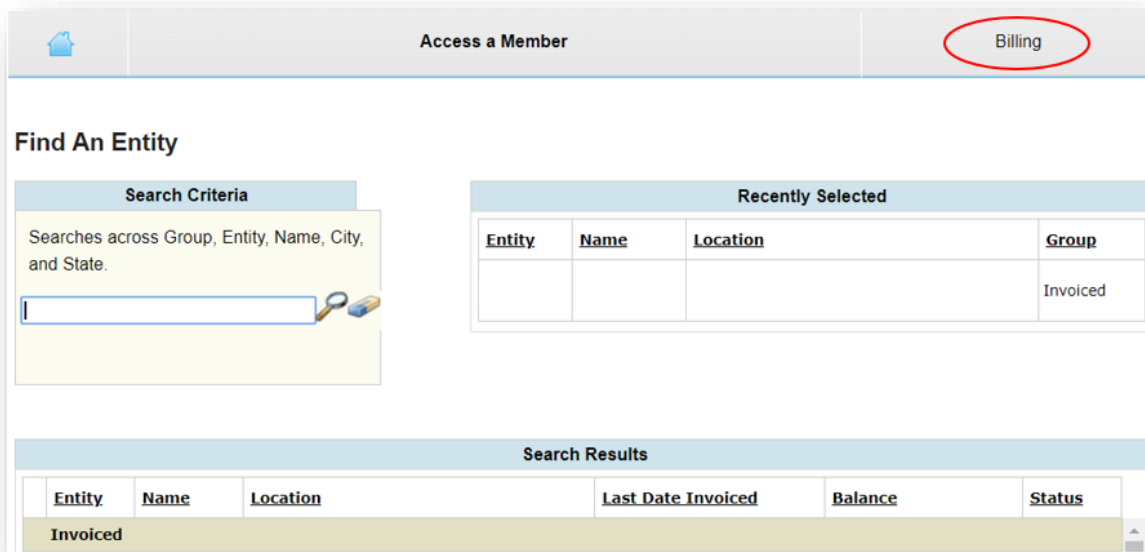 Access a Member Billing
Find An Entity
Search Criteria
Searches across Group, Entity, Name, City,
and State.
Recently Selected
Entity Name Location Group
Invoiced
Search Results
Entity Name Location Last Date Invoiced Balance Status
Invoiced